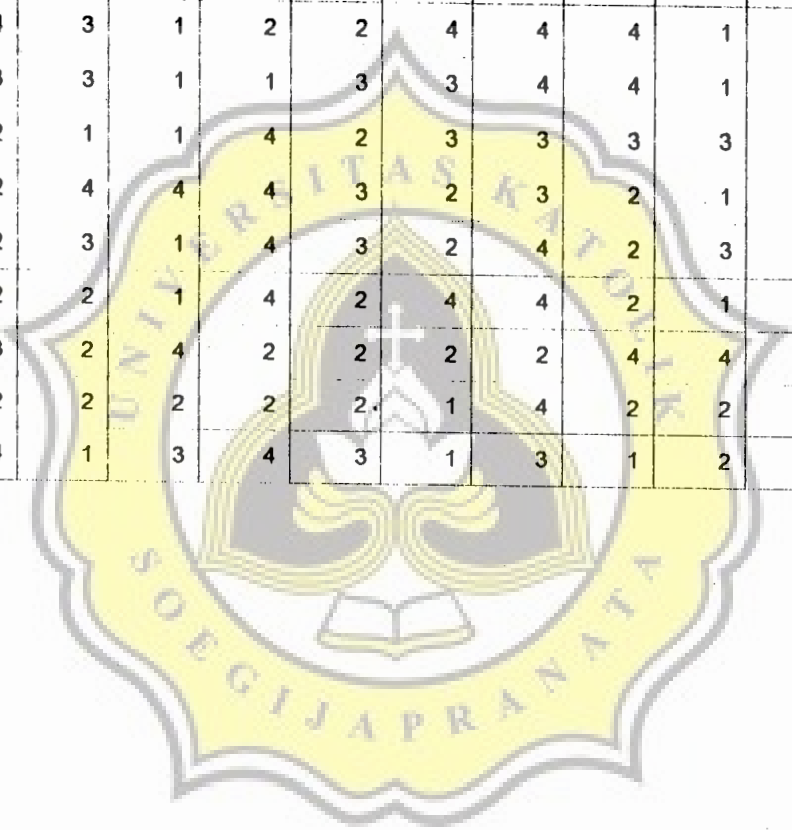 3 1 2 2 4 4 4 1
3 1 1 3 3 4 4 1
1 1 4 2 3 3 3 3
4 4 4 3 2 3 2 1
3 1 4 3 2 4 2 3
2 1 4 2 4 4 2 1
2 4 2 2 2 2 4 4
2 2 2 2 1 4 2 2
1 3 4 3 1 3 1 2
UNIVERSITAS KATOLIK
SOEGIJAPRANATA